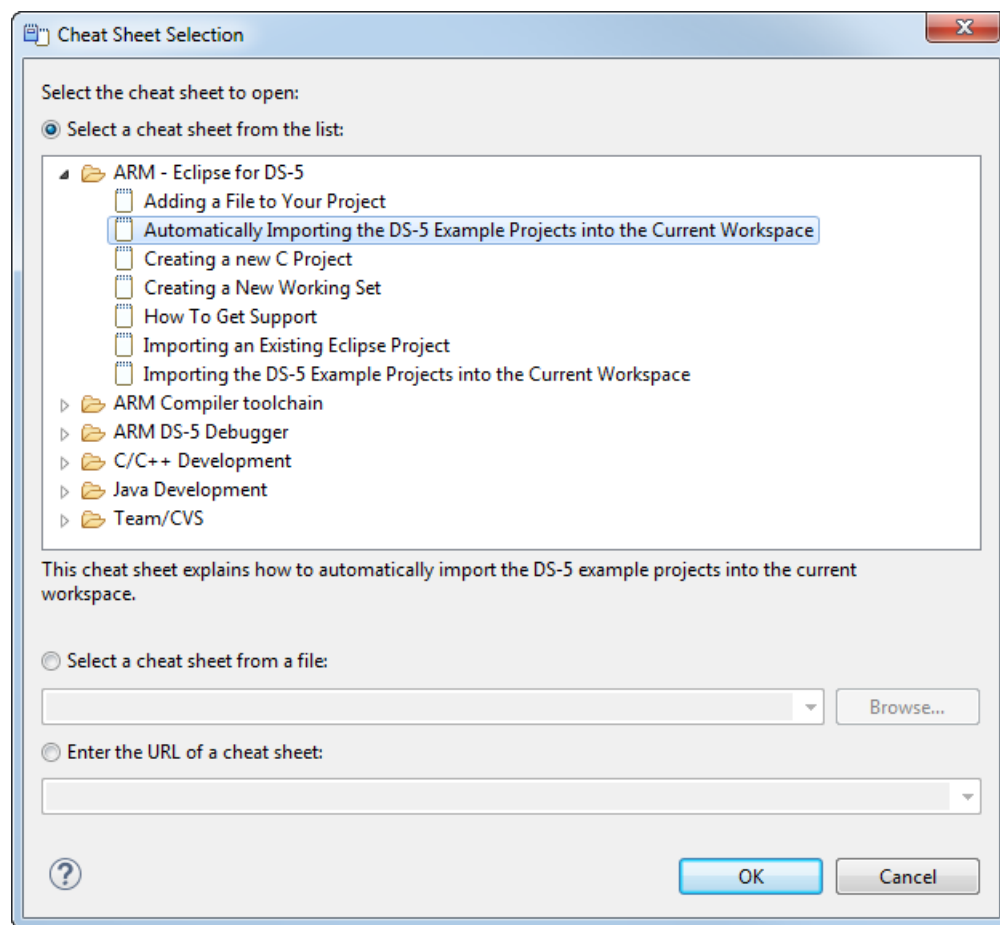 Cheat Sheet Selection
Select the cheat sheet to open:
Select a cheat sheet from the list:
ARM - Eclipse for DS-5
Adding a File to Your Project
Automatically Importing the DS-5 Example Projects into the Current Workspace
Creating a new C Project
Creating a New Working Set
How To Get Support
Importing an Existing Eclipse Project
Importing the DS-5 Example Projects into the Current Workspace
ARM Compiler toolchain
ARM DS-5 Debugger
C/C++ Development
Java Development
Team/CVS
This cheat sheet explains how to automatically import the DS-5 example projects into the current
workspace.
Select a cheat sheet from a file:
Browse...
Enter the URL of a cheat sheet:
OK Cancel